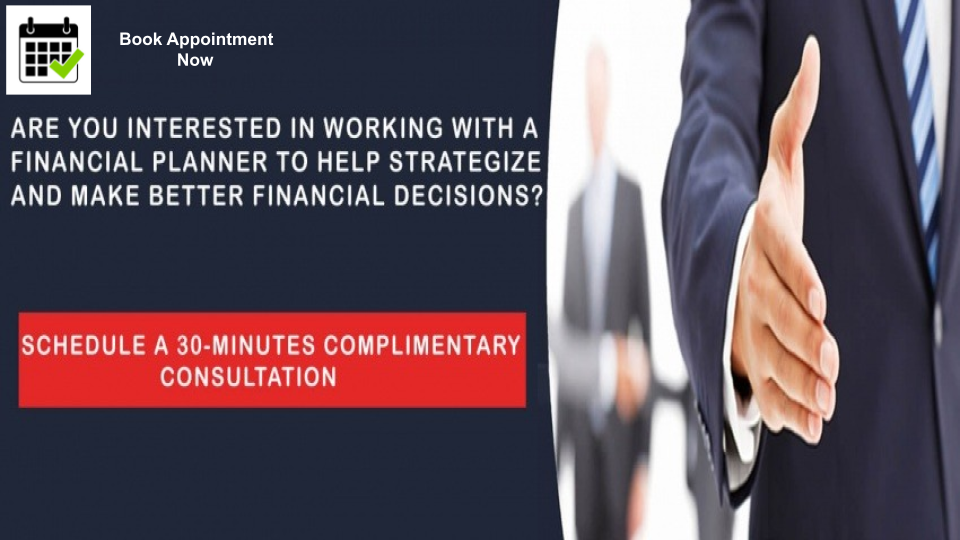 Book Appointment
Now
ARE YOU INTERESTED IN WORKING WITH A
FINANCIAL PLANNER TO HELP STRATEGIZE
AND MAKE BETTER FINANCIAL DECISIONS?
SCHEDULE A 30-MINUTES COMPLIMENTARY
CONSULTATION